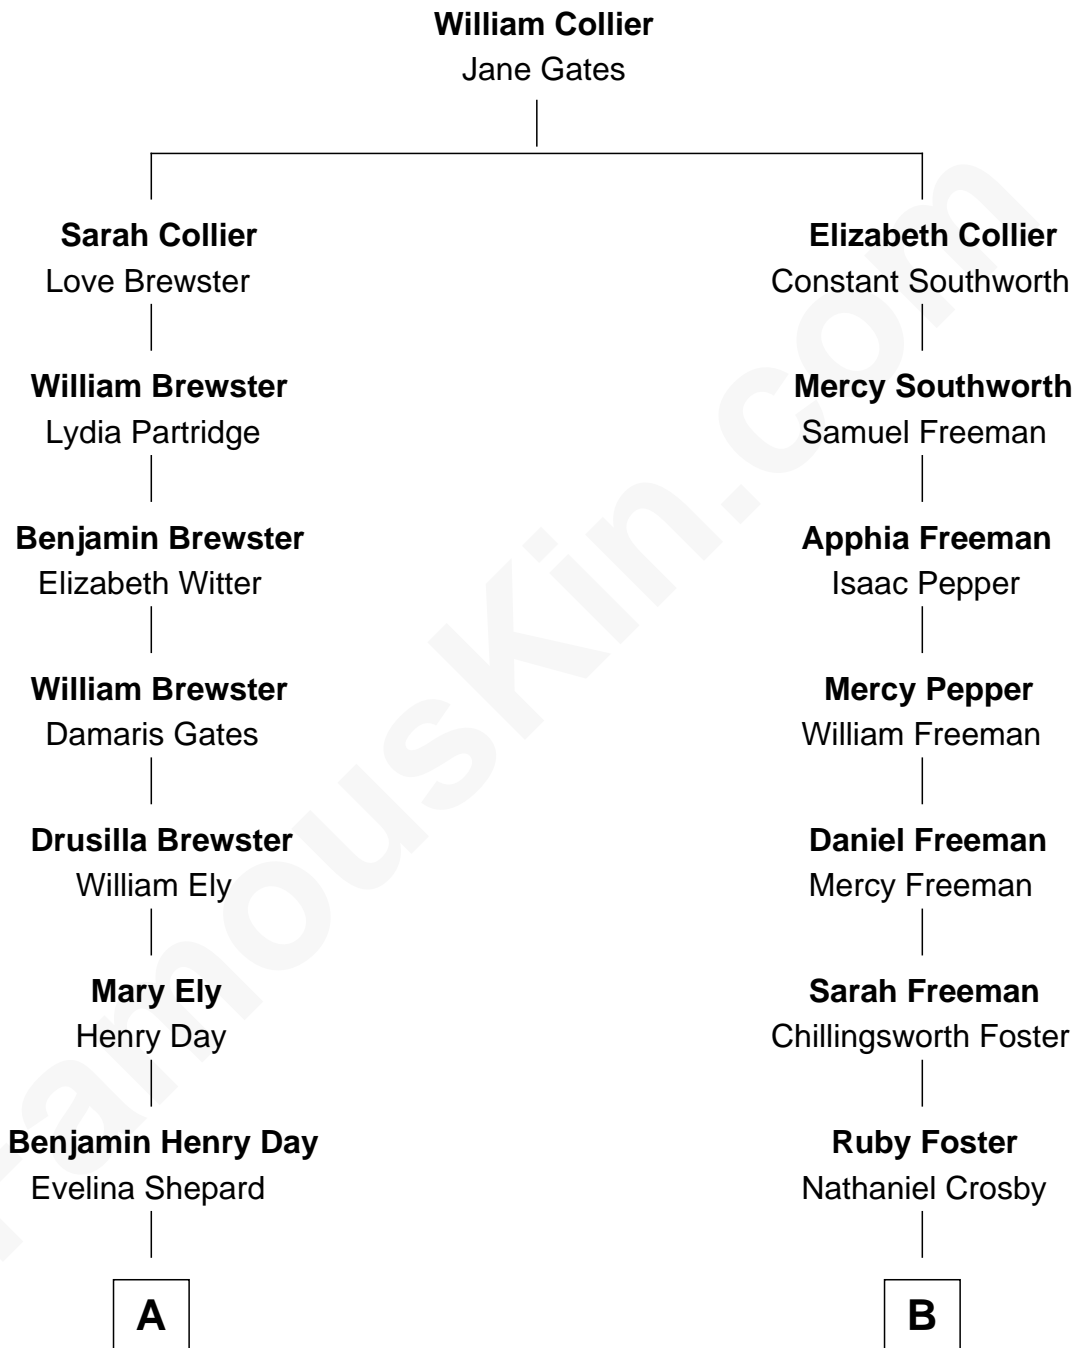 William Collier
Jane Gates
Sarah Collier
Love Brewster
Elizabeth Collier
Constant Southworth
William Brewster
Lydia Partridge
Mercy Southworth
Samuel Freeman
Benjamin Brewster
Elizabeth Witter
Apphia Freeman
Isaac Pepper
William Brewster
Damaris Gates
Mercy Pepper
William Freeman
Drusilla Brewster
William Ely
Daniel Freeman
Mercy Freeman
Mary Ely
Henry Day
Sarah Freeman
Chillingsworth Foster
Benjamin Henry Day
Evelina Shepard
Ruby Foster
Nathaniel Crosby
A
B
FamousKin.com